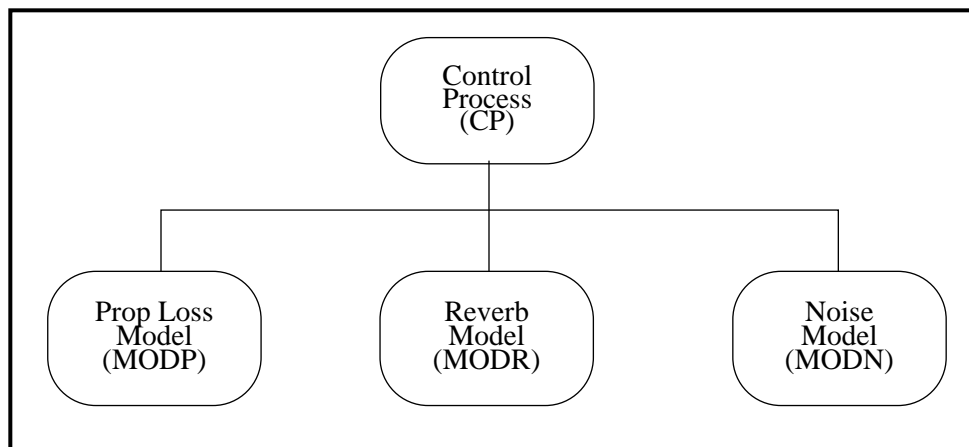 Control
Process
(CP)
Prop Loss
Model
(MODP)
Reverb
Model
(MODR)
Noise
Model
(MODN)